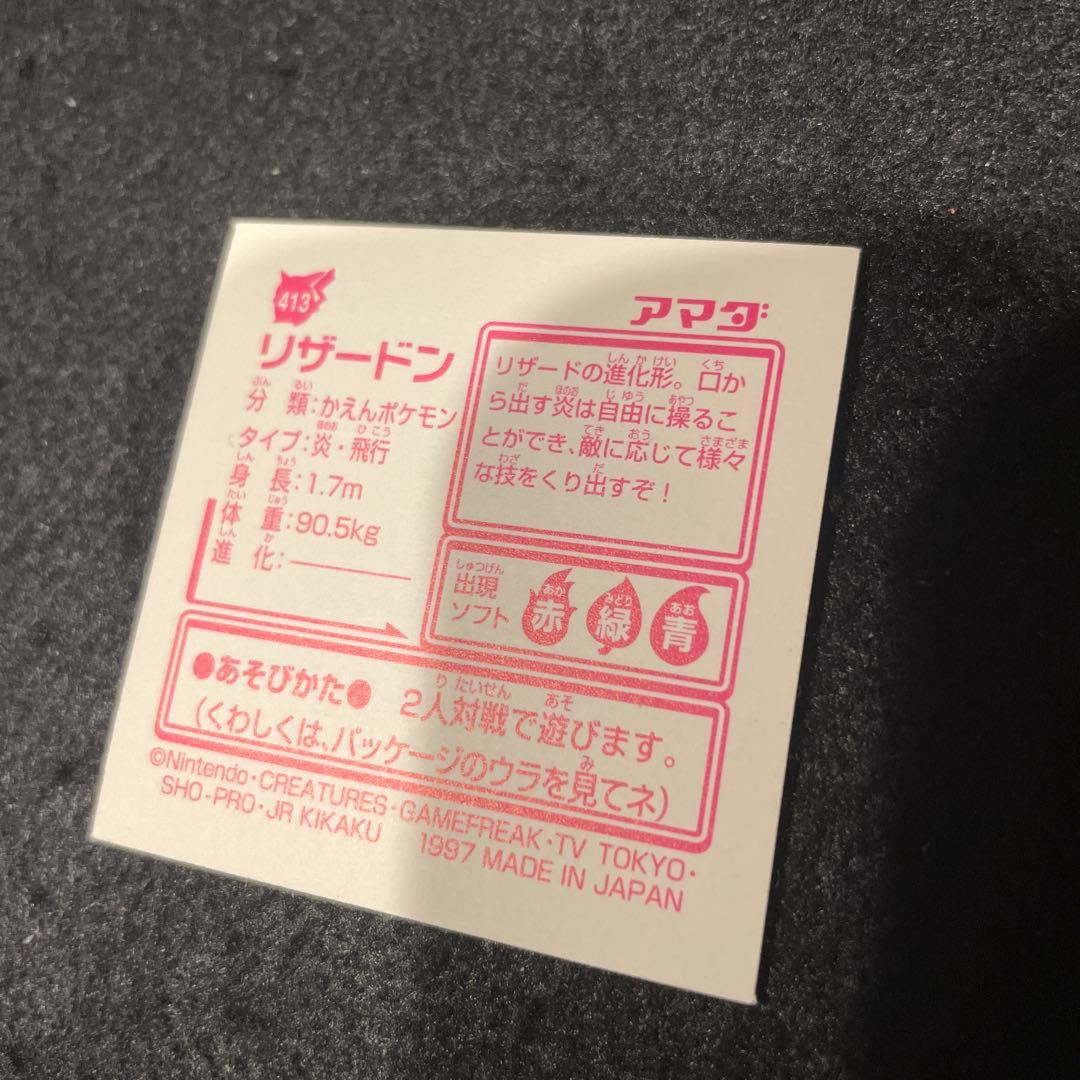 413
アマダ
リザードン
分類:かえんポケモン
タイプ:炎・飛行
身長:1.7m
体重:90.5kg
進化:————
リザードの進化形。口か
ら出す炎は自由に操るこ
とができ、敵に応じて様々
な技をくり出すぞ!
出現
ソフト
赤 緑 青
●あそびかた● 2人対戦で遊びます。
(くわしくは、パッケージのウラを見てネ)
©Nintendo・CREATURES・GAMEFREAK・TV TOKYO・
SHO-PRO・JR KIKAKU 1997 MADE IN JAPAN